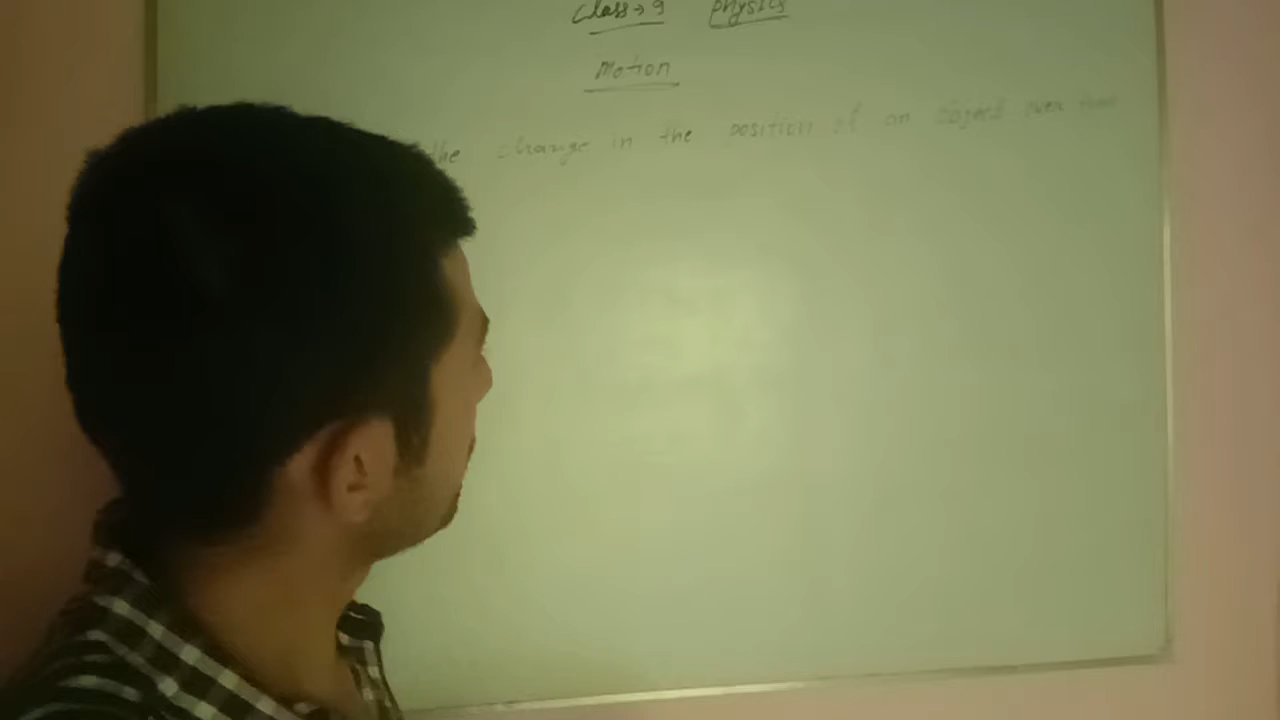 Class → 9 Physics
Motion
the change in the position of an object over time